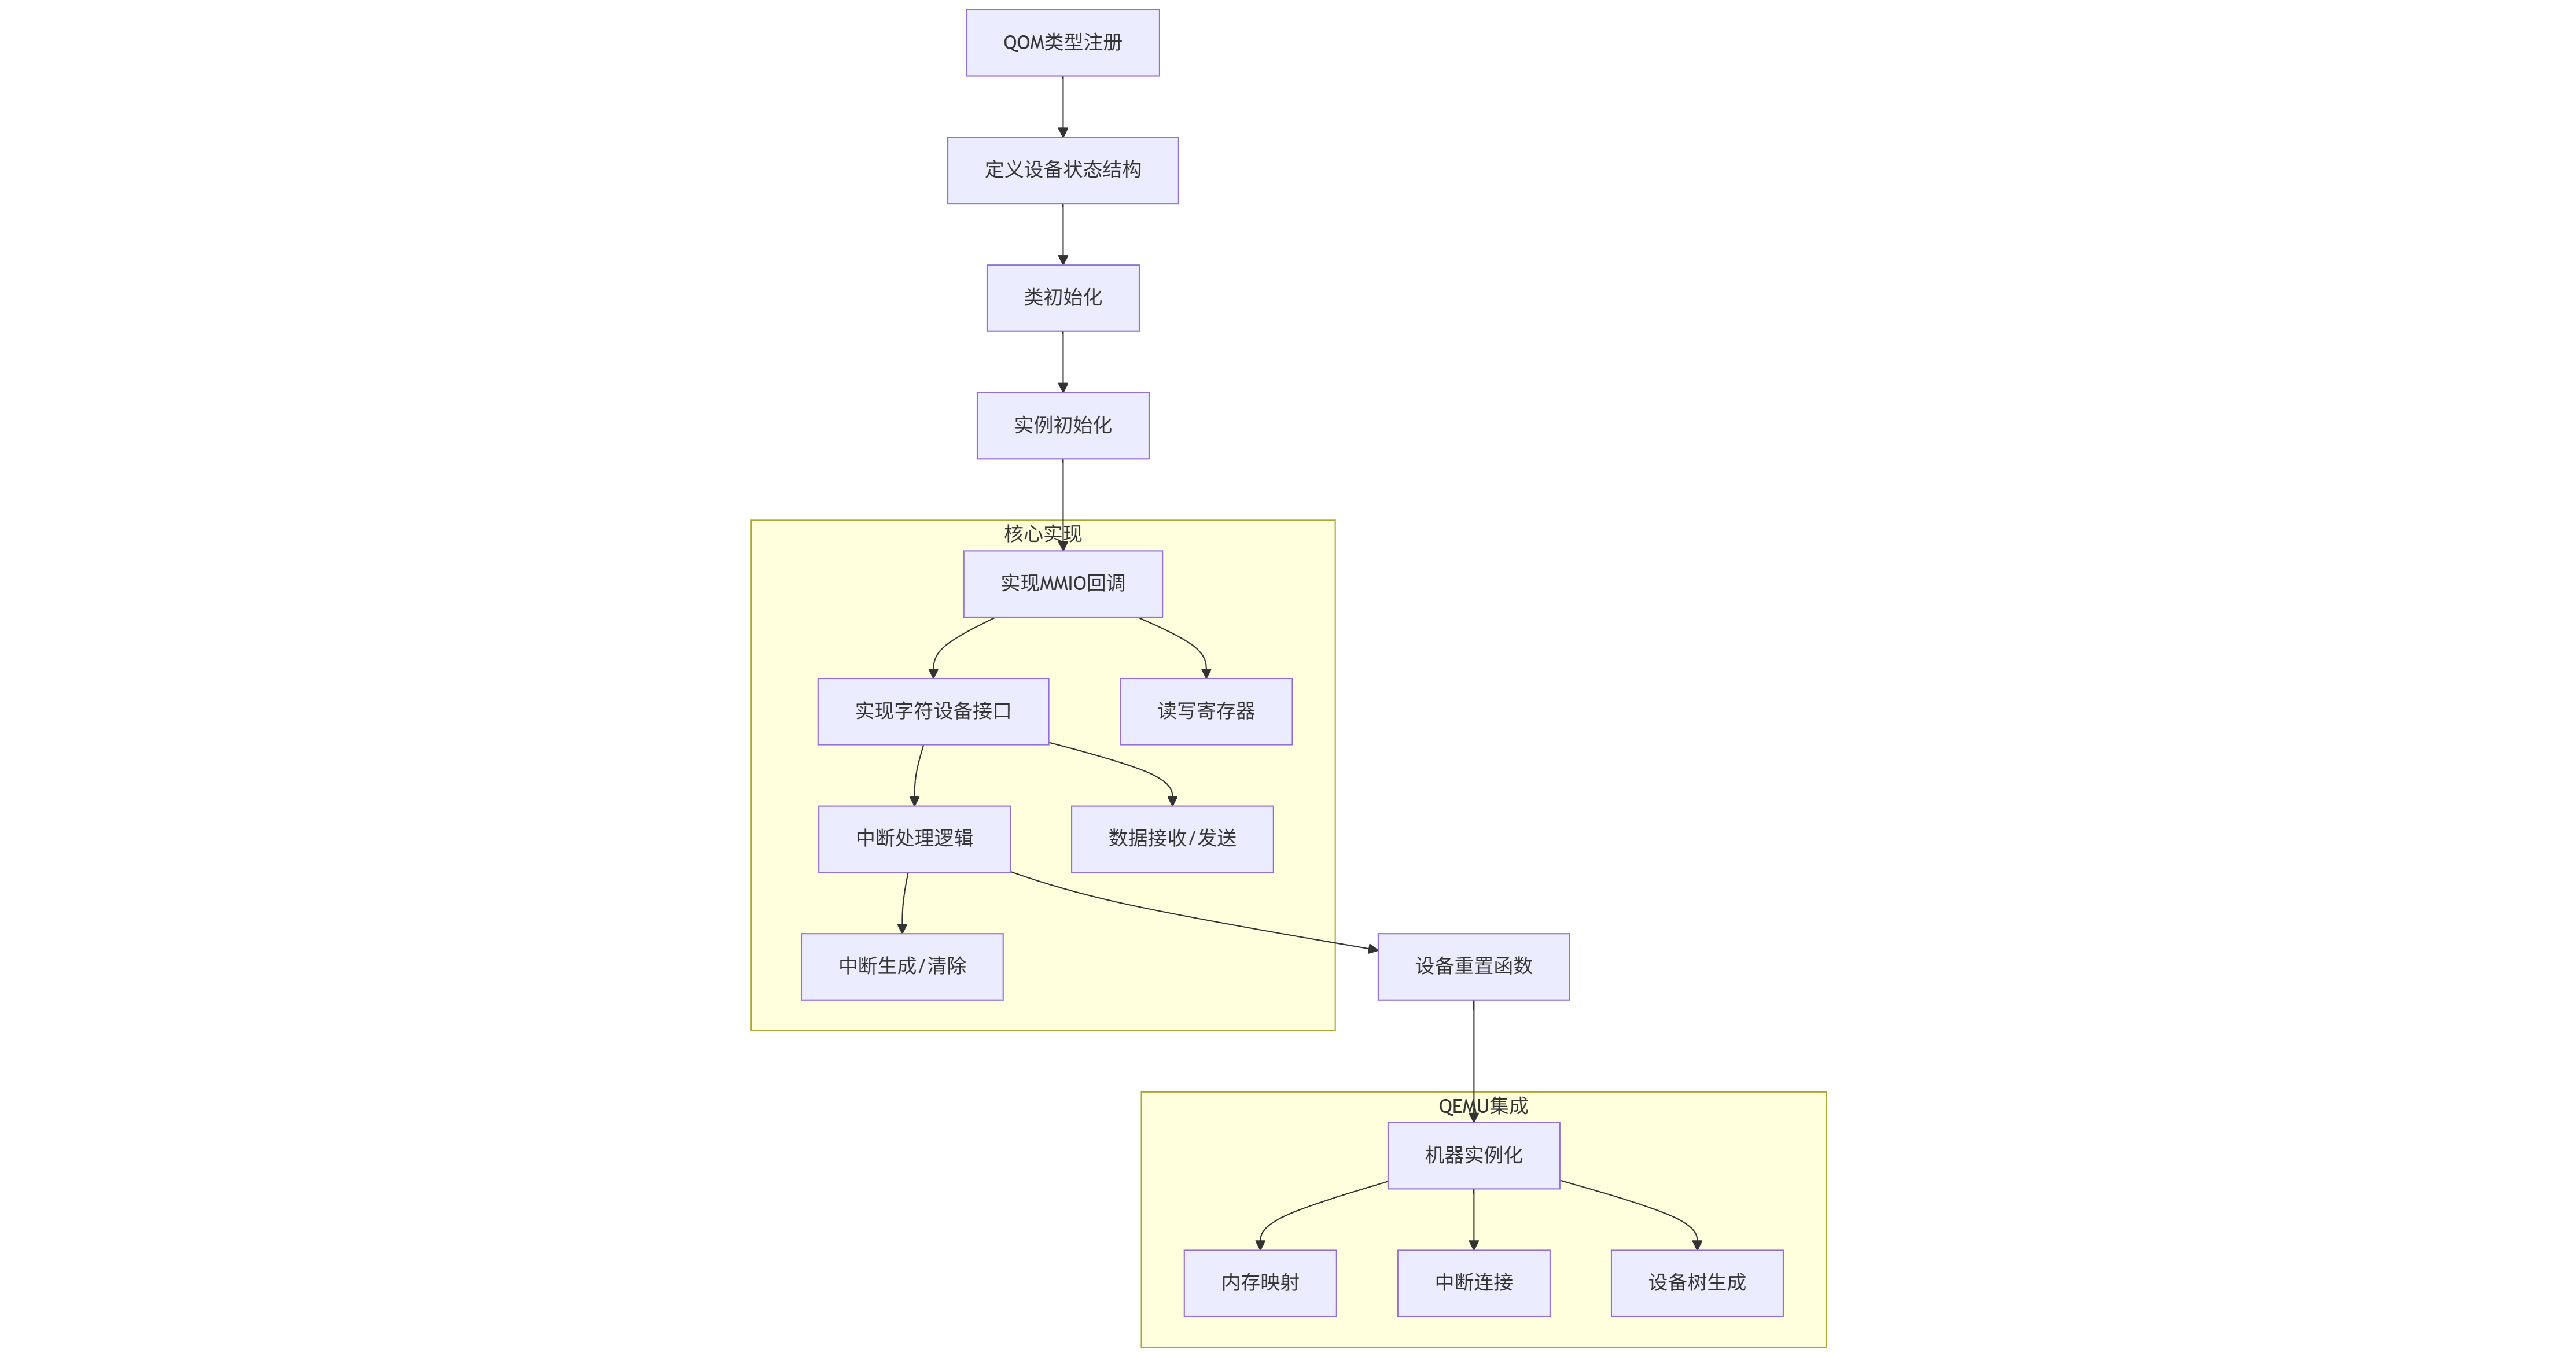 QOM类型注册
定义设备状态结构
类初始化
实例初始化
核心实现
实现MMIO回调
实现字符设备接口
读写寄存器
中断处理逻辑
数据接收/发送
中断生成/清除
设备重置函数
QEMU集成
机器实例化
内存映射
中断连接
设备树生成